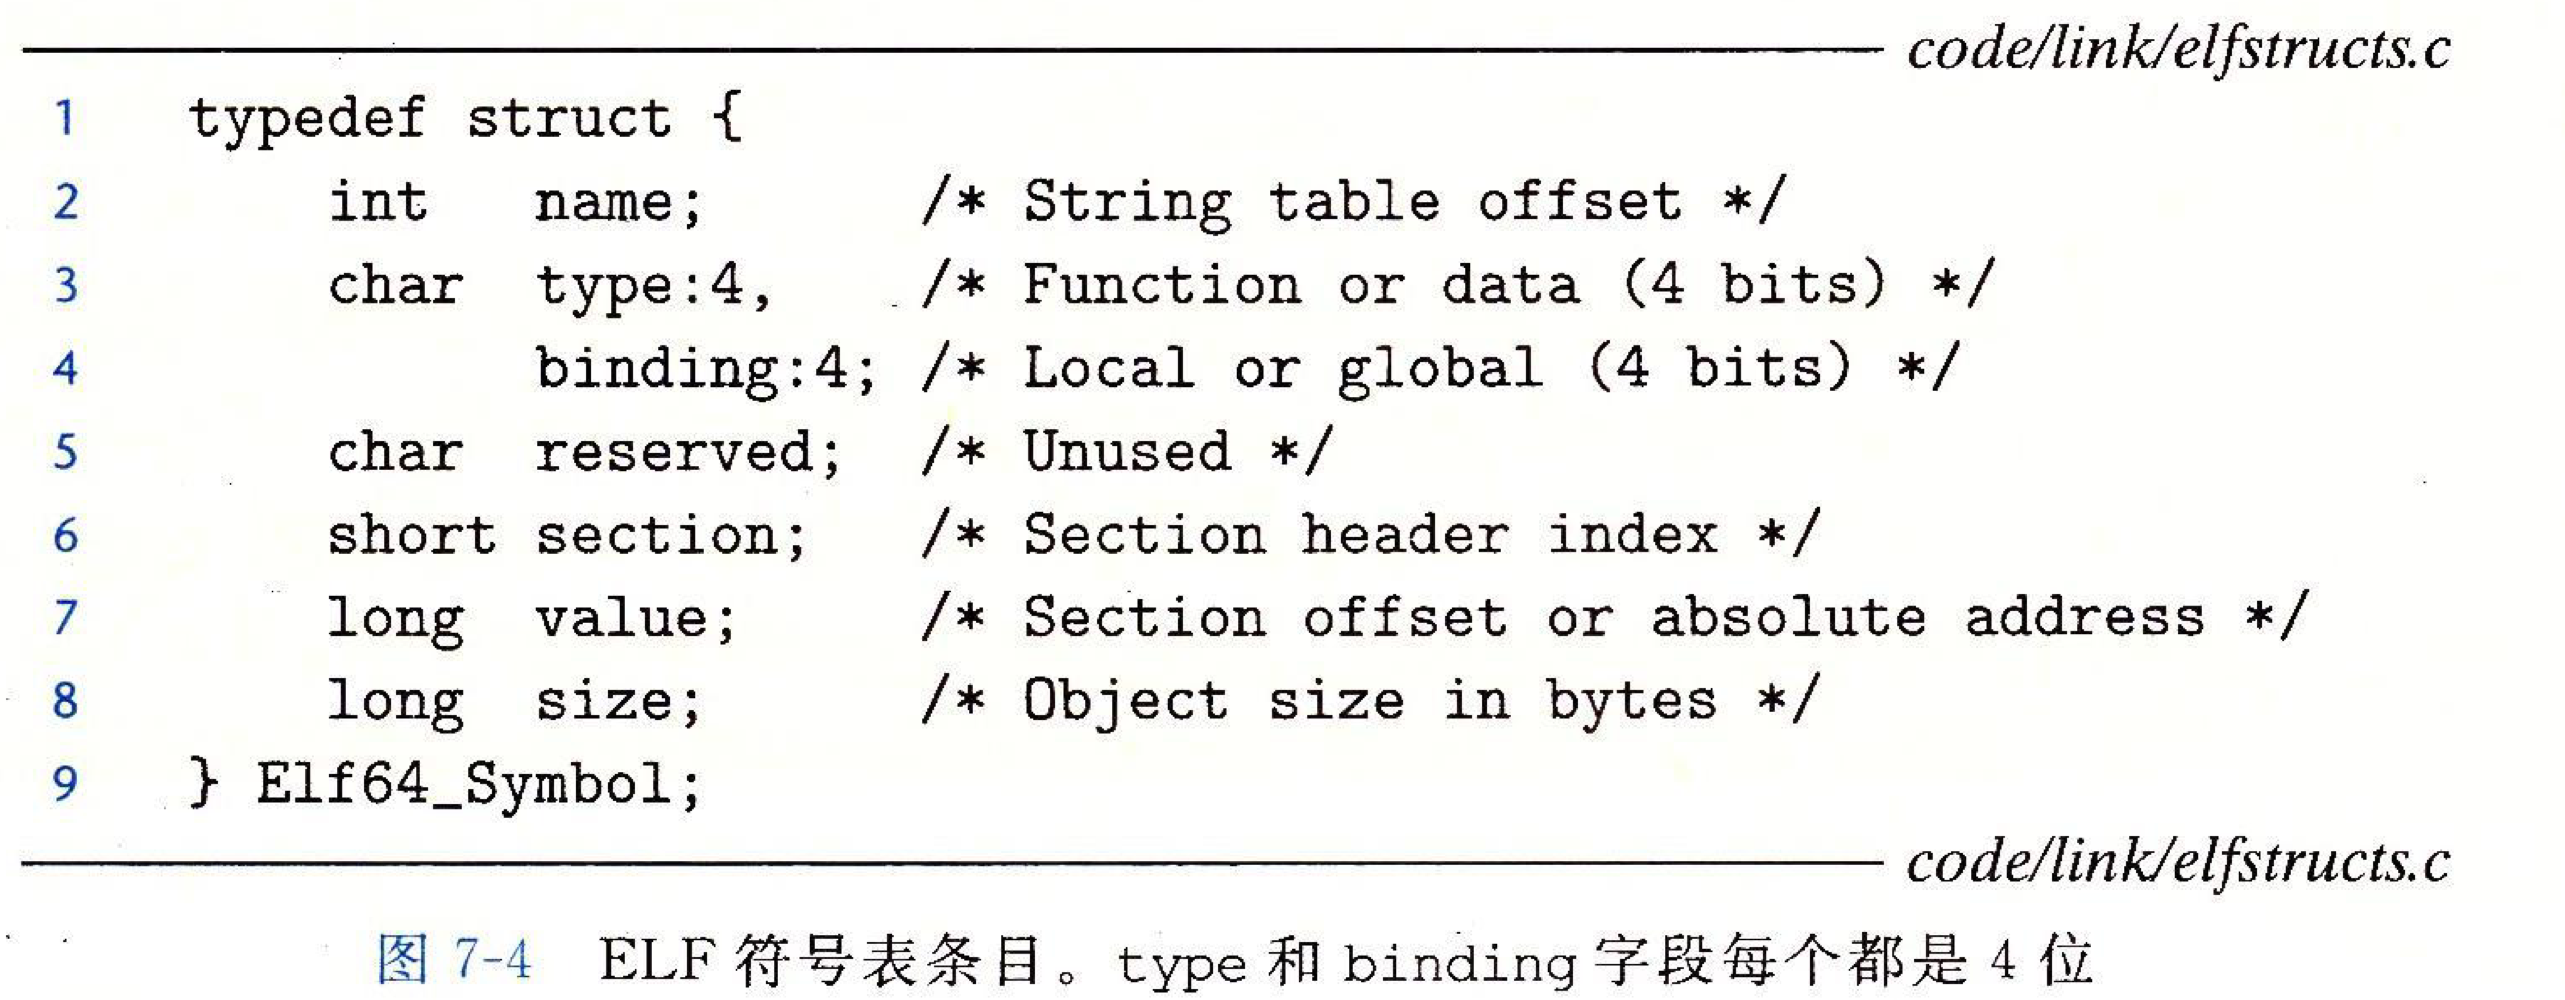 code/link/elfstructs.c
1 typedef struct {
2     int   name;      /* String table offset */
3     char  type:4,    /* Function or data (4 bits) */
4           binding:4; /* Local or global (4 bits) */
5     char  reserved;  /* Unused */
6     short section;   /* Section header index */
7     long  value;     /* Section offset or absolute address */
8     long  size;      /* Object size in bytes */
9 } Elf64_Symbol;
code/link/elfstructs.c
图 7-4 ELF 符号表条目。type 和 binding 字段每个都是 4 位